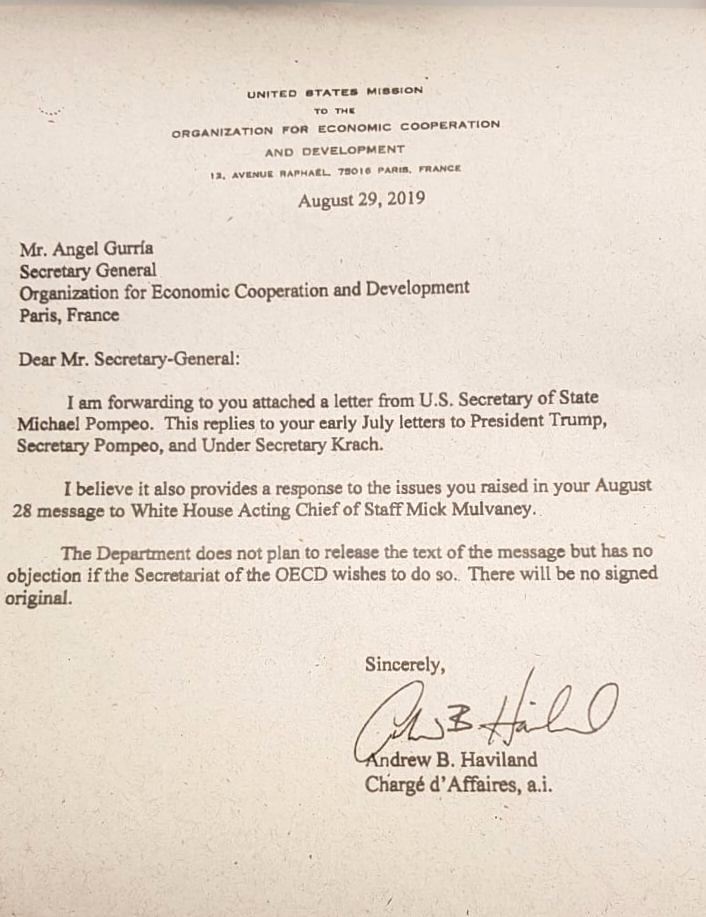 UNITED STATES MISSION
TO THE
ORGANIZATION FOR ECONOMIC COOPERATION
AND DEVELOPMENT
12, AVENUE RAPHAËL, 75016 PARIS, FRANCE
August 29, 2019
Mr. Angel Gurría
Secretary General
Organization for Economic Cooperation and Development
Paris, France
Dear Mr. Secretary-General:
I am forwarding to you attached a letter from U.S. Secretary of State
Michael Pompeo. This replies to your early July letters to President Trump,
Secretary Pompeo, and Under Secretary Krach.
I believe it also provides a response to the issues you raised in your August
28 message to White House Acting Chief of Staff Mick Mulvaney.
The Department does not plan to release the text of the message but has no
objection if the Secretariat of the OECD wishes to do so. There will be no signed
original.
Sincerely,
Andrew B. Haviland
Chargé d'Affaires, a.i.